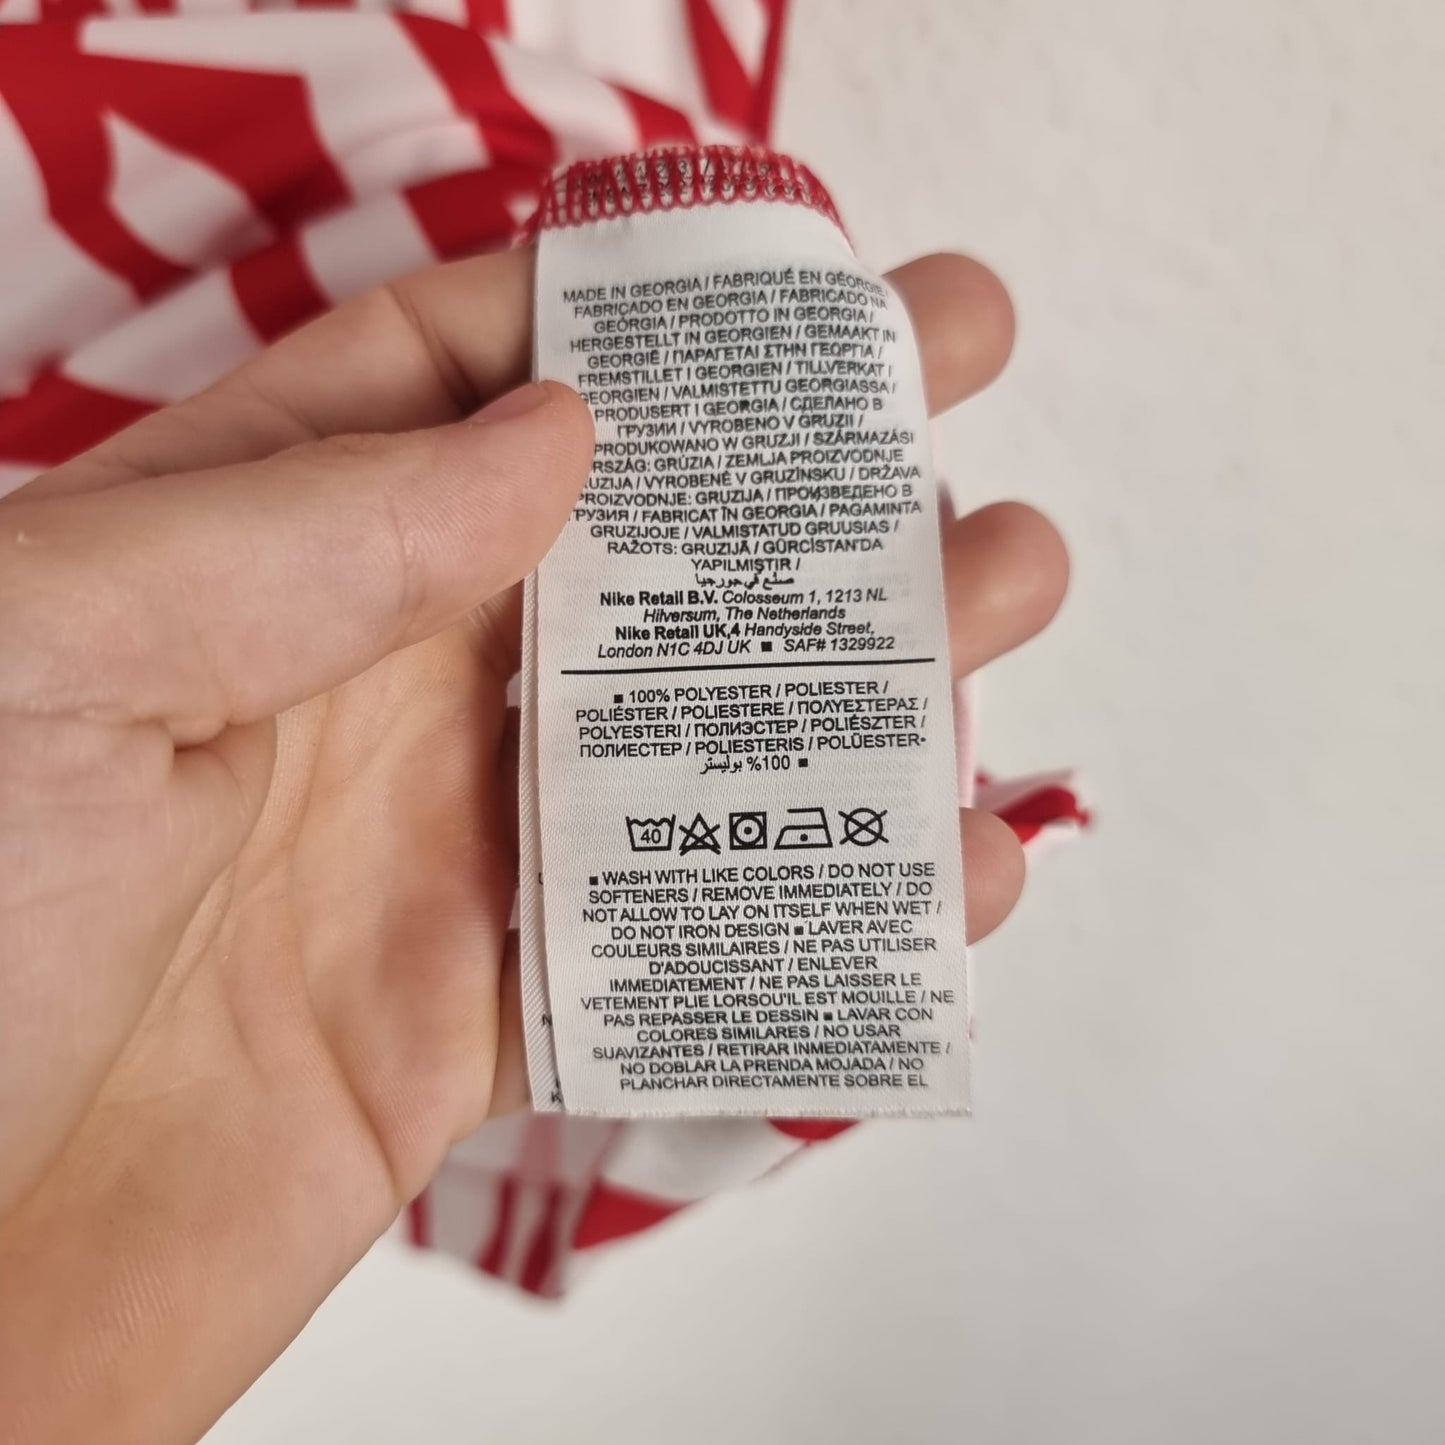 MADE IN GEORGIA / FABRIQUÉ EN GÉORGIE /
FABRICADO EN GEORGIA / FABRICADO NA
GEÓRGIA / PRODOTTO IN GEORGIA /
HERGESTELLT IN GEORGIEN / GEMAAKT IN
GEORGIË / ΠΑΡΑΓΕΤΑΙ ΣΤΗΝ ΓΕΩΡΓΙΑ /
FREMSTILLET I GEORGIEN / TILLVERKAT I
GEORGIEN / VALMISTETTU GEORGIASSA /
PRODUSERT I GEORGIA / СДЕЛАНО В
ГРУЗИИ / VYROBENO V GRUZII /
PRODUKOWANO W GRUZJI / SZÁRMAZÁSI
ORSZÁG: GRÚZIA / ZEMLJA PROIZVODNJE
/ VYROBENÉ V GRUZÍNSKU / DRŽAVA
PROIZVODNJE: GRUZIJA / ПРОИЗВЕДЕНО В
ГРУЗИЯ / FABRICAT ÎN GEORGIA / PAGAMINTA
GRUZIJOJE / VALMISTATUD GRUUSIAS /
RAŽOTS: GRUZIJĀ / GÜRCİSTAN'DA
YAPILMIŞTIR /
صنع في جورجيا
Nike Retail B.V. Colosseum 1, 1213 NL
Hilversum, The Netherlands
Nike Retail UK,4 Handyside Street,
London N1C 4DJ UK ■ SAF# 1329922
■ 100% POLYESTER / POLIESTER /
POLIÉSTER / POLIESTERE / ΠΟΛΥΕΣΤΕΡΑΣ /
POLYESTERI / ПОЛИЭСТЕР / POLIÉSZTER /
ПОЛИЕСТЕР / POLIESTERIS / POLÜESTER•
■ 100% بوليستر
40
■ WASH WITH LIKE COLORS / DO NOT USE
SOFTENERS / REMOVE IMMEDIATELY / DO
NOT ALLOW TO LAY ON ITSELF WHEN WET /
DO NOT IRON DESIGN ■ LAVER AVEC
COULEURS SIMILAIRES / NE PAS UTILISER
D'ADOUCISSANT / ENLEVER
IMMEDIATEMENT / NE PAS LAISSER LE
VETEMENT PLIE LORSQU'IL EST MOUILLE / NE
PAS REPASSER LE DESSIN ■ LAVAR CON
COLORES SIMILARES / NO USAR
SUAVIZANTES / RETIRAR INMEDIATAMENTE /
NO DOBLAR LA PRENDA MOJADA / NO
PLANCHAR DIRECTAMENTE SOBRE EL